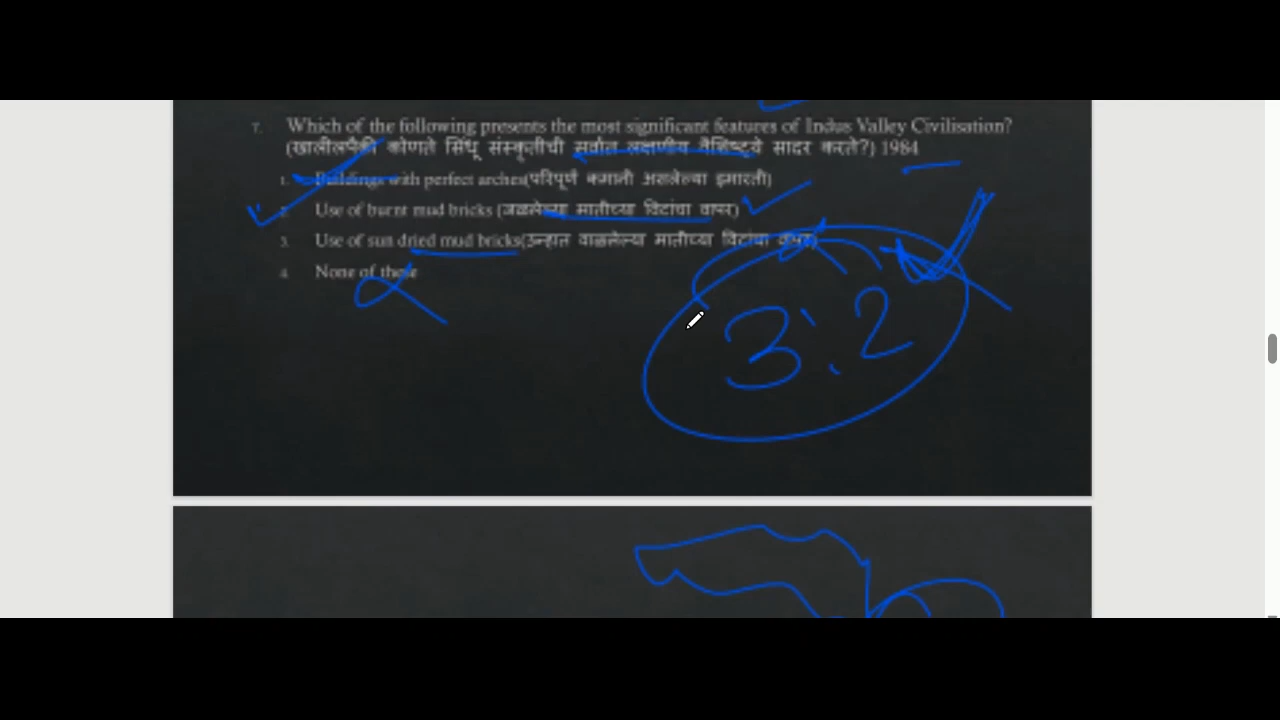 7. Which of the following presents the most significant features of Indus Valley Civilisation?
(खालीलपैकी कोणते सिंधू संस्कृतीची सर्वात लक्षणीय वैशिष्ट्ये सादर करते?) 1984
1. Buildings with perfect arches(परिपूर्ण कमानी असलेल्या इमारती)
2. Use of burnt mud bricks (जळलेल्या मातीच्या विटांचा वापर)
3. Use of sun dried mud bricks(उन्हात वाळलेल्या मातीच्या विटांचा वापर)
4. None of these
3:2